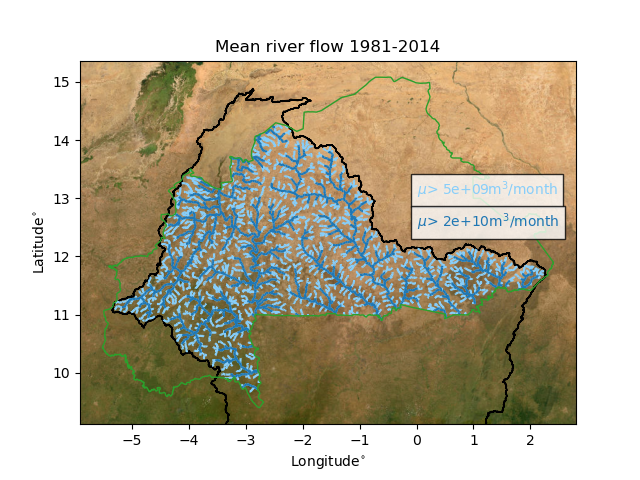 Mean river flow 1981-2014
15
14
13
12
11
10
Latitude°
μ> 5e+09m³/month
μ> 2e+10m³/month
−5 −4 −3 −2 −1 0 1 2
Longitude°